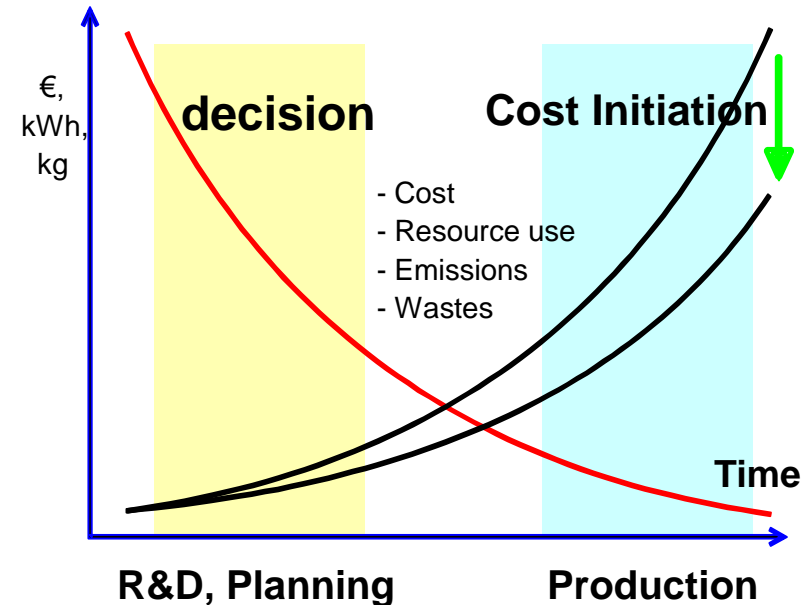 €,
kWh,
kg
decision
Cost Initiation
- Cost
- Resource use
- Emissions
- Wastes
Time
R&D, Planning
Production